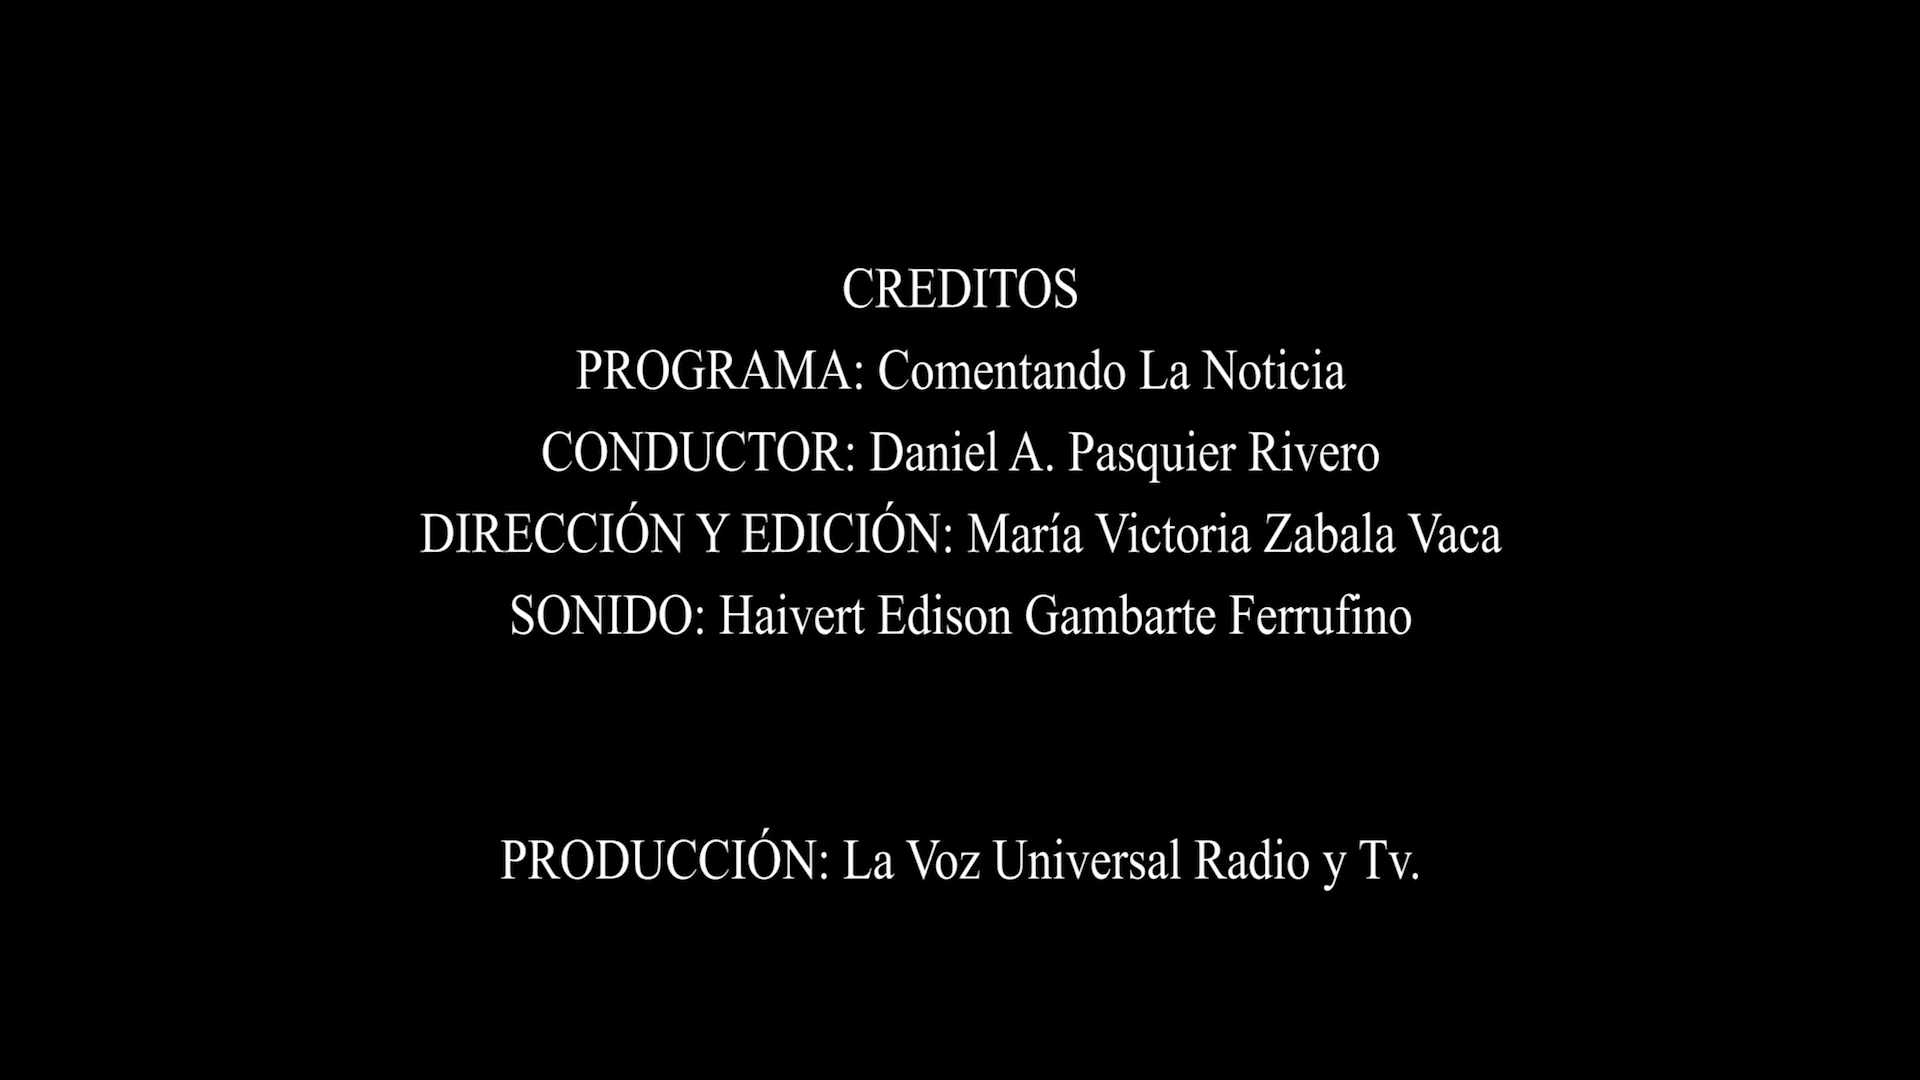 CREDITOS
PROGRAMA: Comentando La Noticia
CONDUCTOR: Daniel A. Pasquier Rivero
DIRECCIÓN Y EDICIÓN: María Victoria Zabala Vaca
SONIDO: Haivert Edison Gambarte Ferrufino
PRODUCCIÓN: La Voz Universal Radio y Tv.